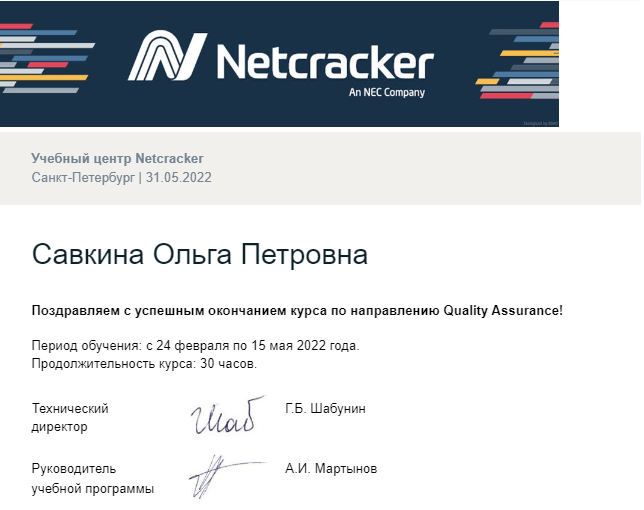 Netcracker
An NEC Company
Учебный центр Netcracker
Санкт-Петербург | 31.05.2022
Савкина Ольга Петровна
Поздравляем с успешным окончанием курса по направлению Quality Assurance!
Период обучения: с 24 февраля по 15 мая 2022 года.
Продолжительность курса: 30 часов.
Технический
директор
Г.Б. Шабунин
Руководитель
учебной программы
А.И. Мартынов